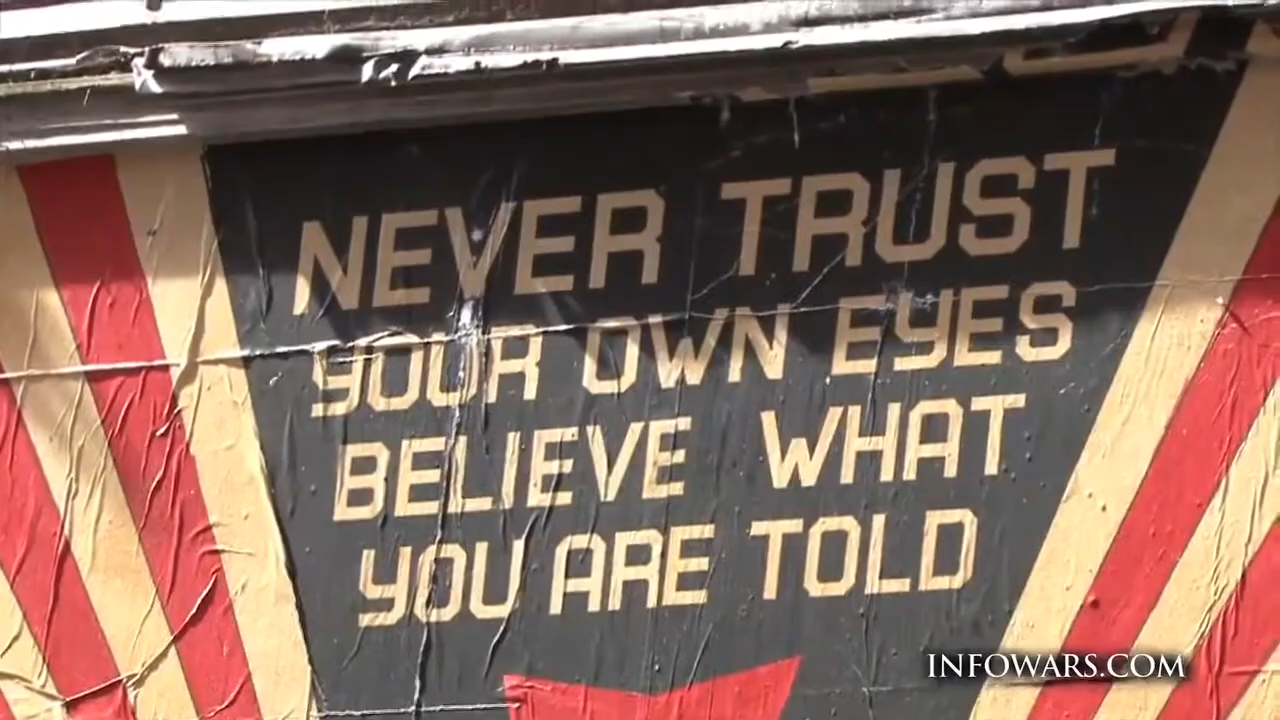 NEVER TRUST
YOUR OWN EYES
BELIEVE WHAT
YOU ARE TOLD
INFOWARS.COM